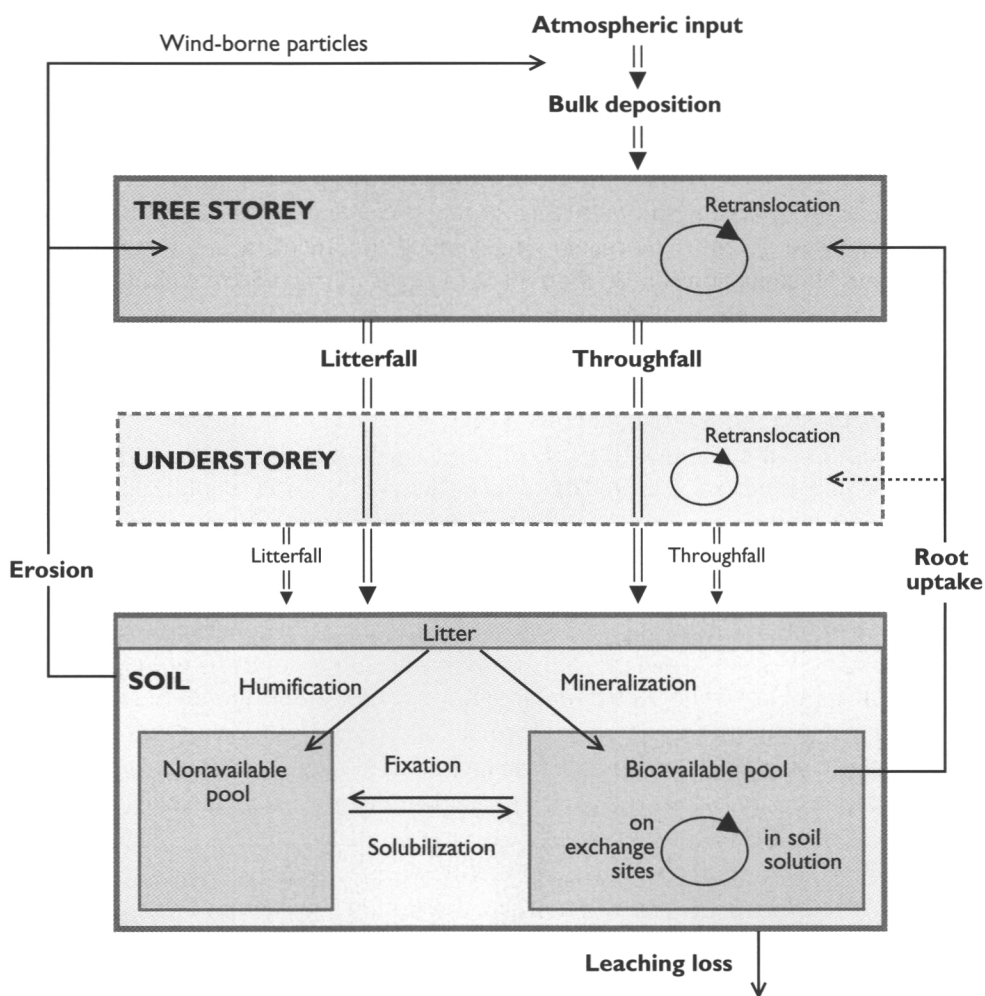 Atmospheric input
Wind-borne particles
Bulk deposition
TREE STOREY
Retranslocation
Litterfall
Throughfall
UNDERSTOREY
Retranslocation
Litterfall
Throughfall
Erosion
Root
uptake
Litter
SOIL
Humification
Mineralization
Nonavailable
pool
Fixation
Solubilization
Bioavailable pool
on
exchange
sites
in soil
solution
Leaching loss